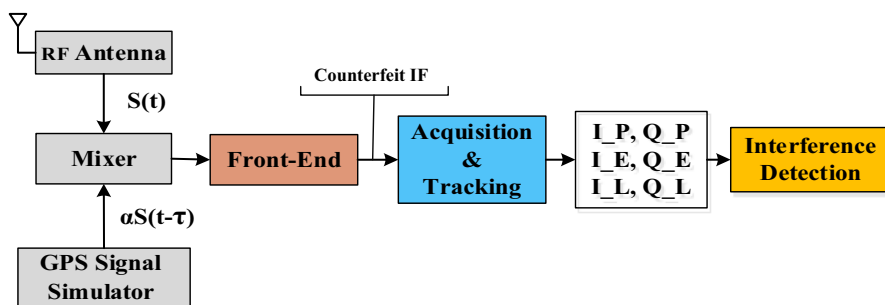 RF Antenna
S(t)
Counterfeit IF
Mixer
Front-End
Acquisition
&
Tracking
I_P, Q_P
I_E, Q_E
I_L, Q_L
Interference
Detection
αS(t-τ)
GPS Signal
Simulator